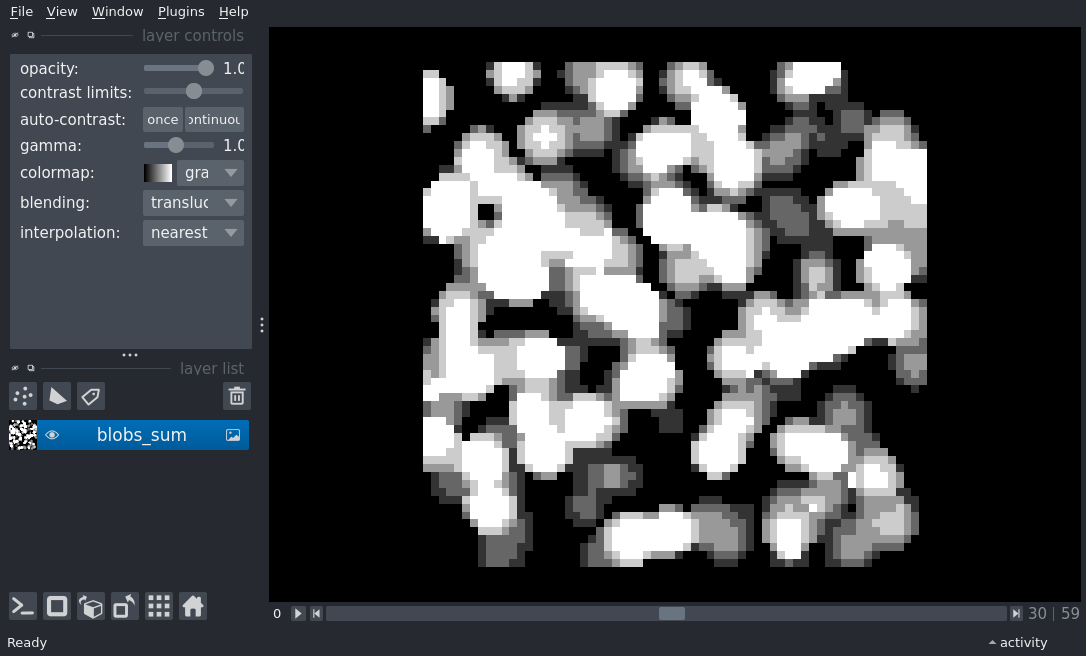 File View Window Plugins Help
layer controls
opacity: 1.0
contrast limits:
auto-contrast: once ontinuou
gamma: 1.0
colormap: gra
blending: transluc
interpolation: nearest
layer list
blobs_sum
0 30 | 59
Ready activity